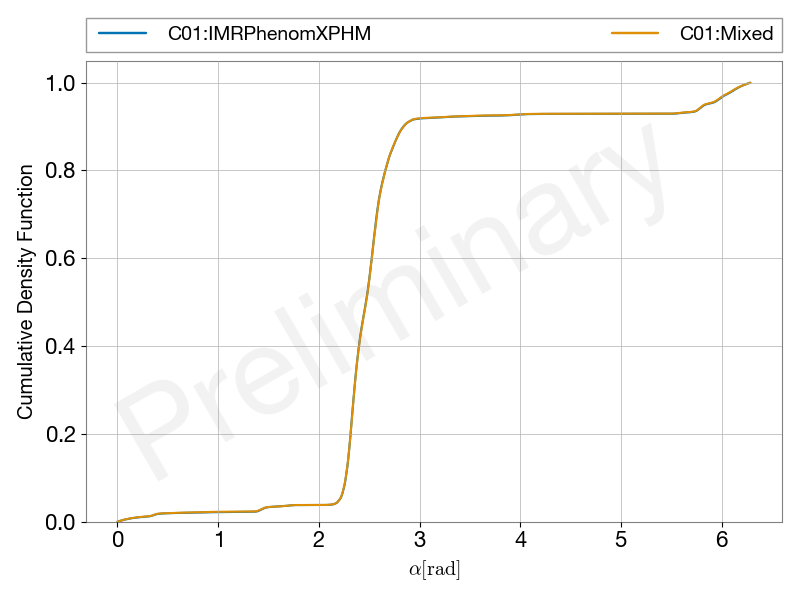 C01:IMRPhenomXPHM
C01:Mixed
1.0
0.8
0.6
0.4
0.2
0.0
Cumulative Density Function
Preliminary
0 1 2 3 4 5 6
α[rad]